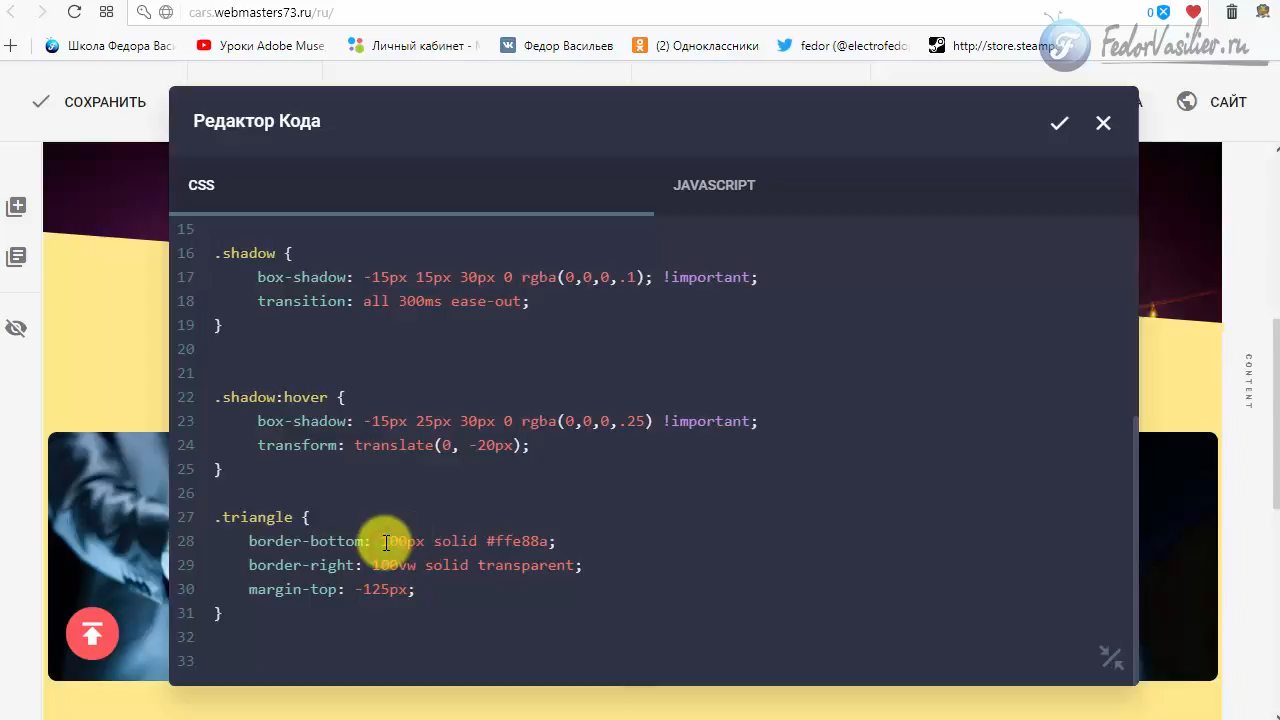 cars.webmasters73.ru/ru/
0
Школа Федора Вас
Уроки Adobe Muse
Личный кабинет -
Федор Васильев
(2) Одноклассники
fedor (@electrofedo
http://store.steamp
FedorVasiliev.ru
СОХРАНИТЬ
САЙТ
Редактор Кода
CSS
JAVASCRIPT
15
16 .shadow {
17 box-shadow: -15px 15px 30px 0 rgba(0,0,0,.1); !important;
18 transition: all 300ms ease-out;
19 }
20
21
22 .shadow:hover {
23 box-shadow: -15px 25px 30px 0 rgba(0,0,0,.25) !important;
24 transform: translate(0, -20px);
25 }
26
27 .triangle {
28 border-bottom: 100px solid #ffe88a;
29 border-right: 100vw solid transparent;
30 margin-top: -125px;
31 }
32
33
CONTENT